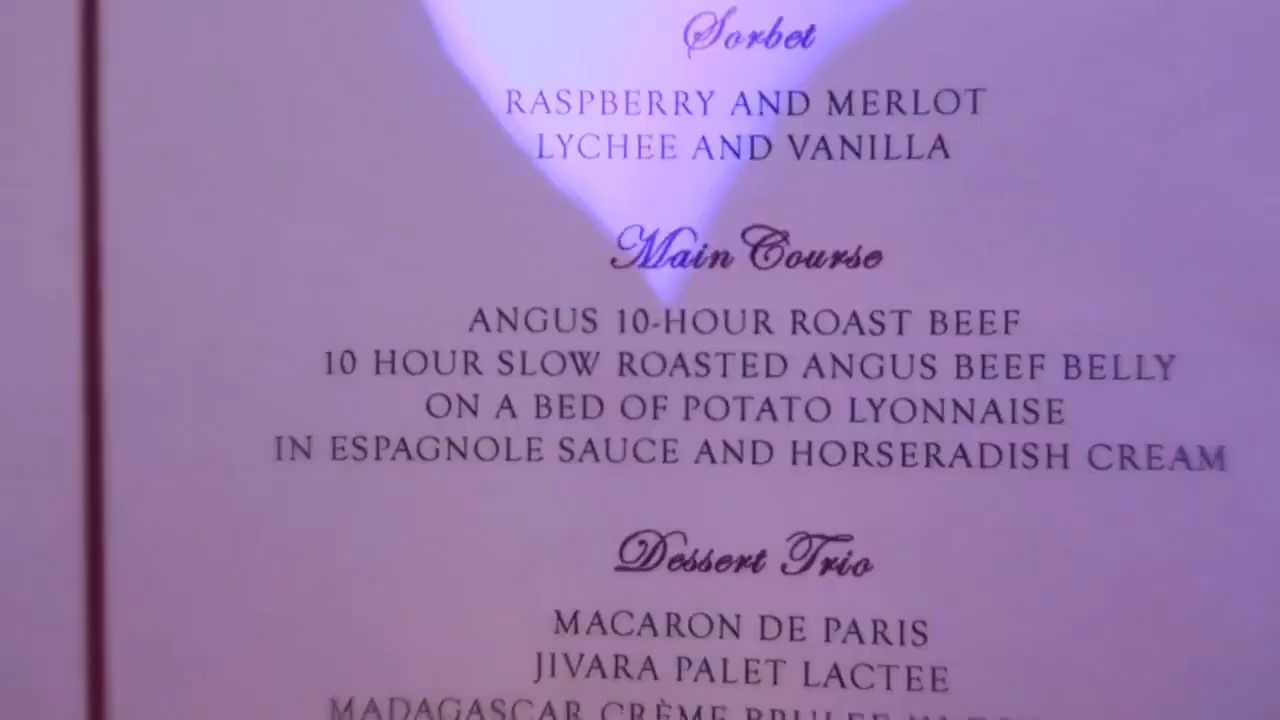 Sorbet
RASPBERRY AND MERLOT
LYCHEE AND VANILLA
Main Course
ANGUS 10-HOUR ROAST BEEF
10 HOUR SLOW ROASTED ANGUS BEEF BELLY
ON A BED OF POTATO LYONNAISE
IN ESPAGNOLE SAUCE AND HORSERADISH CREAM
Dessert Trio
MACARON DE PARIS
JIVARA PALET LACTEE
MADAGASCAR CRÈME BRULEE